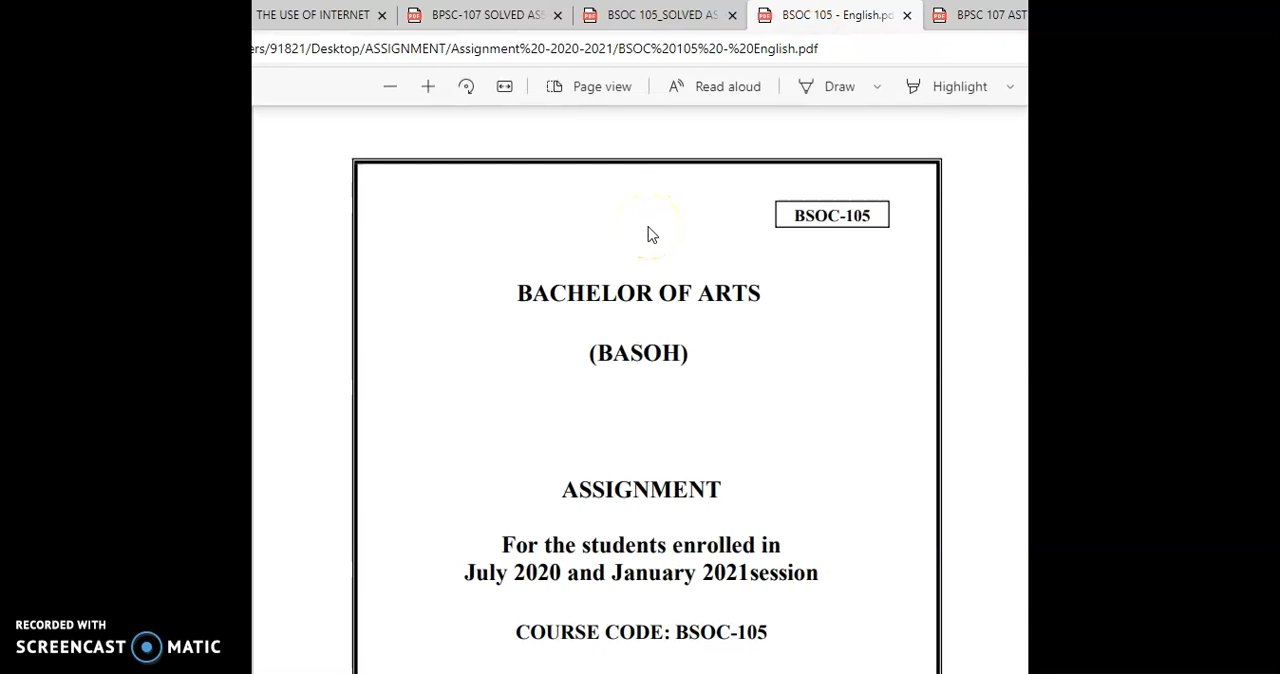 THE USE OF INTERNET
BPSC-107 SOLVED ASS
BSOC 105_SOLVED AS
BSOC 105 - English.pd
BPSC 107 AST
ers/91821/Desktop/ASSIGNMENT/Assignment%20-2020-2021/BSOC%20105%20-%20English.pdf
Page view
Read aloud
Draw
Highlight
BSOC-105
BACHELOR OF ARTS
(BASOH)
ASSIGNMENT
For the students enrolled in
July 2020 and January 2021session
COURSE CODE: BSOC-105
RECORDED WITH
SCREENCAST MATIC